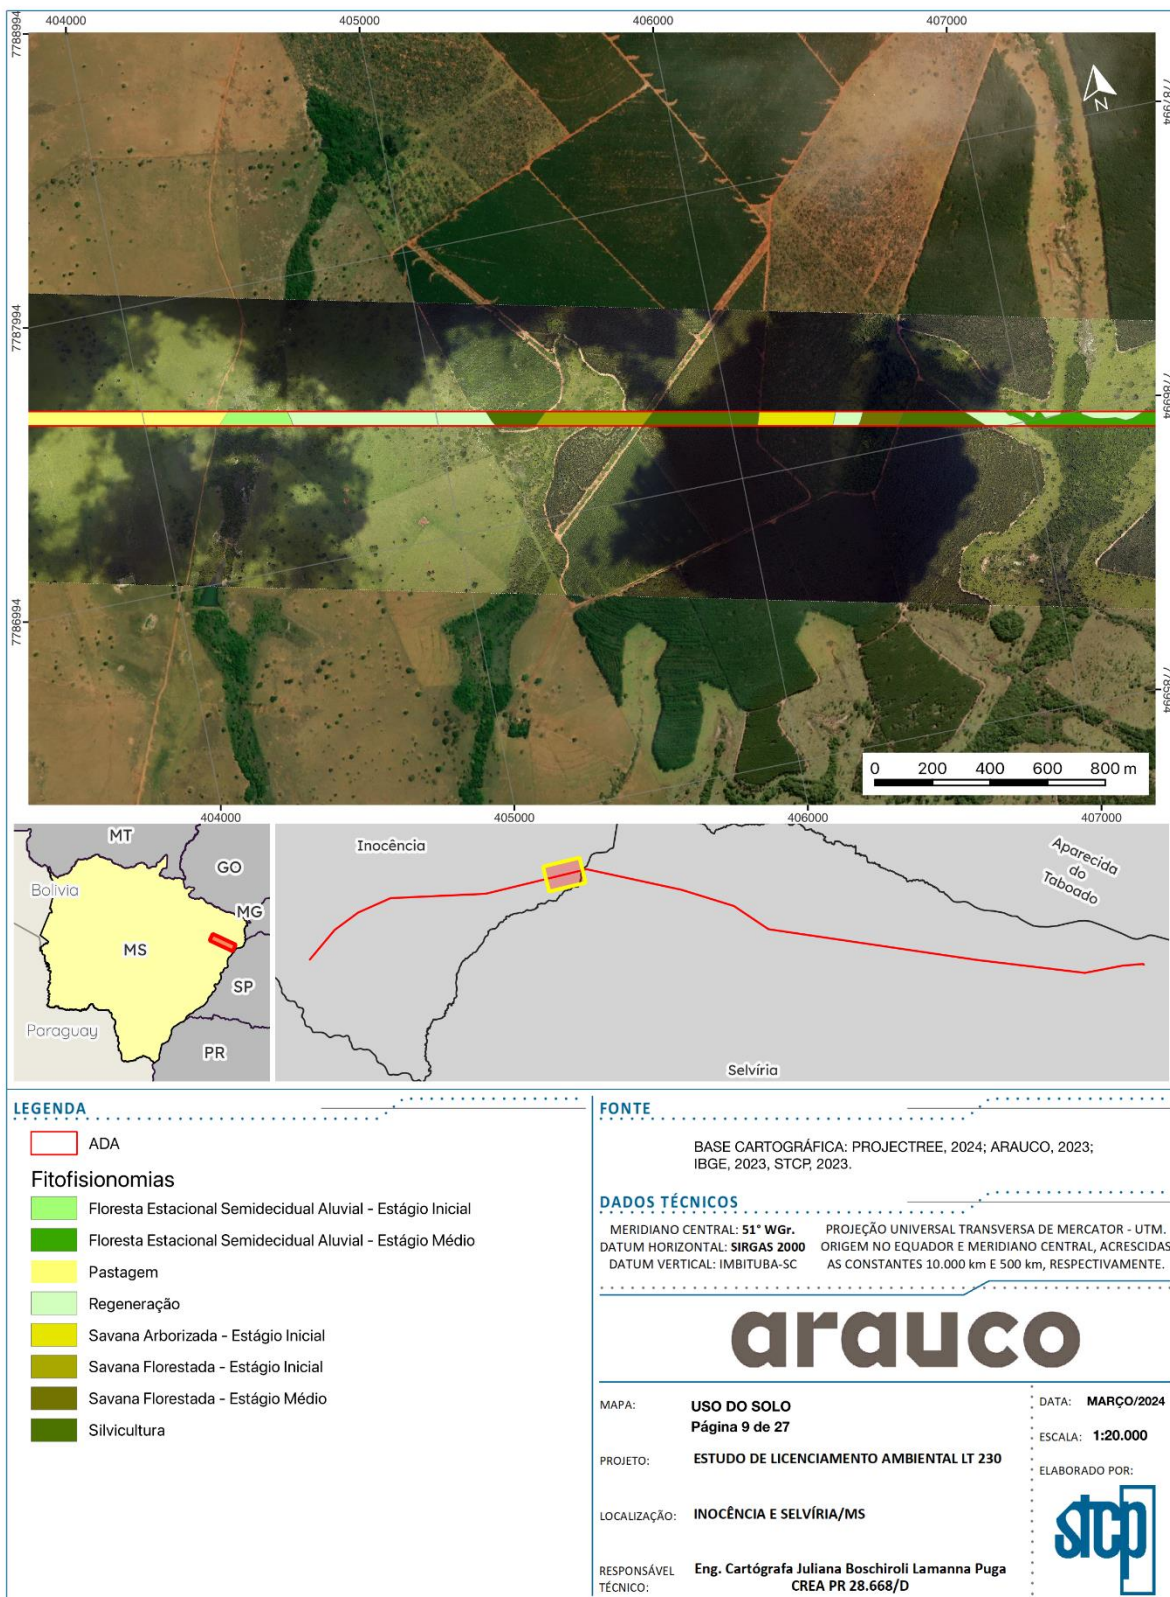 404000 405000 406000 407000
7788994
7787994
7787994
7786994
7786994
7785994
N
0 200 400 600 800 m
404000 405000 406000 407000
MT
GO
Bolivia
MG
MS
SP
Paraguay
PR
Inocência
Aparecida
do
Taboado
Selvíria
LEGENDA
ADA
Fitofisionomias
Floresta Estacional Semidecidual Aluvial - Estágio Inicial
Floresta Estacional Semidecidual Aluvial - Estágio Médio
Pastagem
Regeneração
Savana Arborizada - Estágio Inicial
Savana Florestada - Estágio Inicial
Savana Florestada - Estágio Médio
Silvicultura
FONTE
BASE CARTOGRÁFICA: PROJECTREE, 2024; ARAUCO, 2023;
IBGE, 2023, STCP, 2023.
DADOS TÉCNICOS
MERIDIANO CENTRAL: 51° WGr.
DATUM HORIZONTAL: SIRGAS 2000
DATUM VERTICAL: IMBITUBA-SC
PROJEÇÃO UNIVERSAL TRANSVERSA DE MERCATOR - UTM.
ORIGEM NO EQUADOR E MERIDIANO CENTRAL, ACRESCIDAS
AS CONSTANTES 10.000 km E 500 km, RESPECTIVAMENTE.
arauco
MAPA: USO DO SOLO
Página 9 de 27
PROJETO: ESTUDO DE LICENCIAMENTO AMBIENTAL LT 230
LOCALIZAÇÃO: INOCÊNCIA E SELVÍRIA/MS
RESPONSÁVEL
TÉCNICO:
Eng. Cartógrafa Juliana Boschiroli Lamanna Puga
CREA PR 28.668/D
DATA: MARÇO/2024
ESCALA: 1:20.000
ELABORADO POR:
stcp